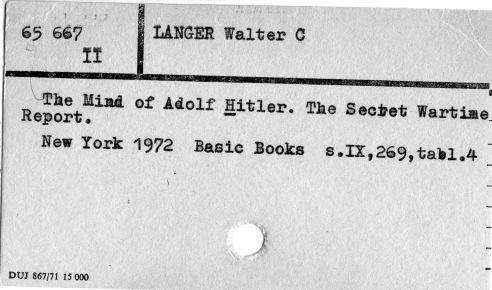 65 667 LANGER Walter C
II
The Mind of Adolf Hitler. The Secret Wartime
Report.
New York 1972 Basic Books s.IX,269,tabl.4
DUJ 867/71 15 000